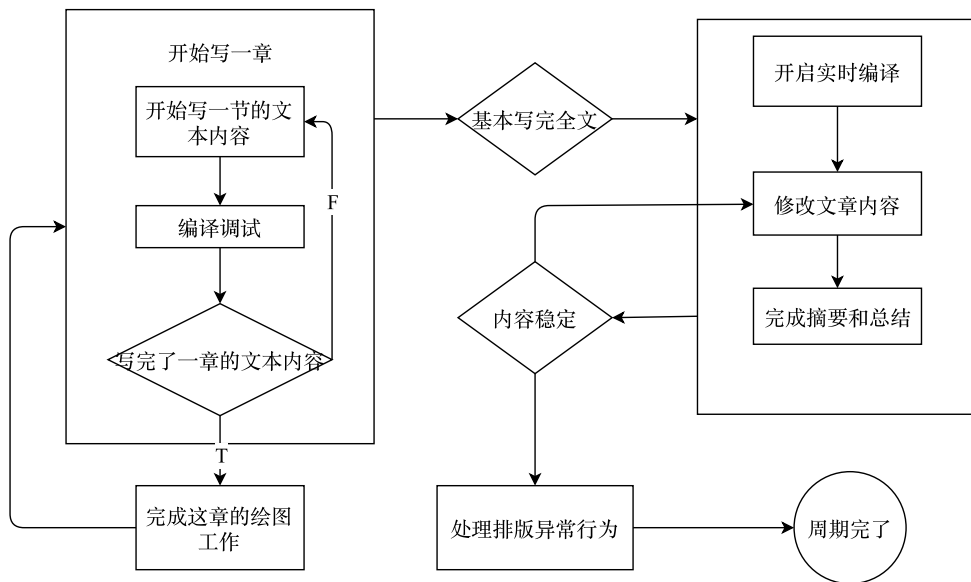 开始写一章
开始写一节的文
本内容
F
编译调试
写完了一章的文本内容
T
完成这章的绘图
工作
基本写完全文
内容稳定
处理排版异常行为
开启实时编译
修改文章内容
完成摘要和总结
周期完了